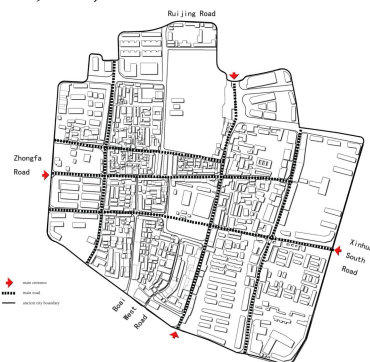 Ruijing Road
Zhongfa
Road
Xinhua
South
Road
Boai
West
Road
main entrance
main road
ancient city boundary